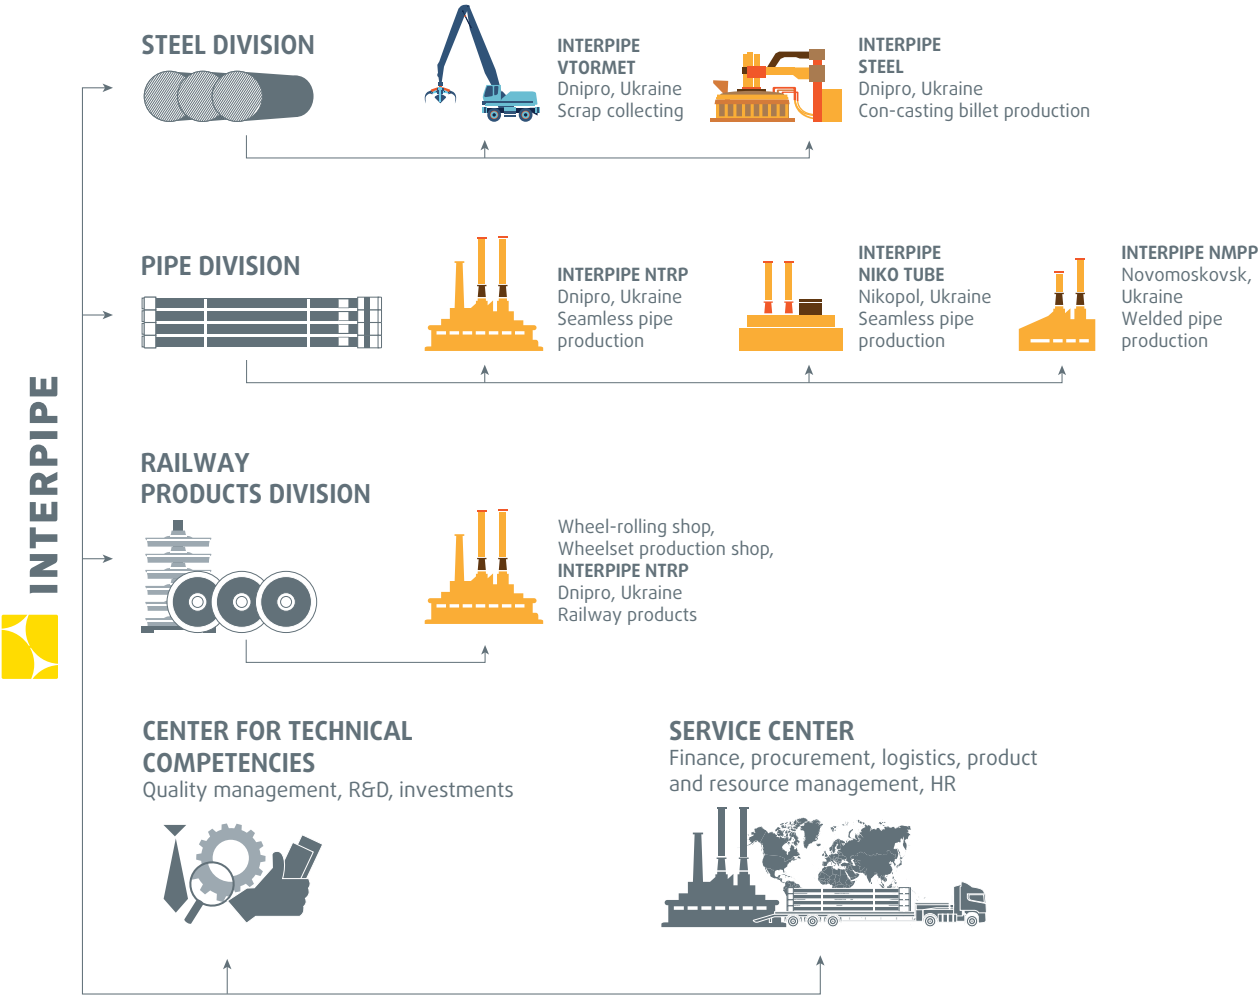 INTERPIPE
STEEL DIVISION
INTERPIPE
VTORMET
Dnipro, Ukraine
Scrap collecting
INTERPIPE
STEEL
Dnipro, Ukraine
Con-casting billet production
PIPE DIVISION
INTERPIPE NTRP
Dnipro, Ukraine
Seamless pipe
production
INTERPIPE
NIKO TUBE
Nikopol, Ukraine
Seamless pipe
production
INTERPIPE NMPP
Novomoskovsk,
Ukraine
Welded pipe
production
RAILWAY
PRODUCTS DIVISION
Wheel-rolling shop,
Wheelset production shop,
INTERPIPE NTRP
Dnipro, Ukraine
Railway products
CENTER FOR TECHNICAL
COMPETENCIES
Quality management, R&D, investments
SERVICE CENTER
Finance, procurement, logistics, product
and resource management, HR